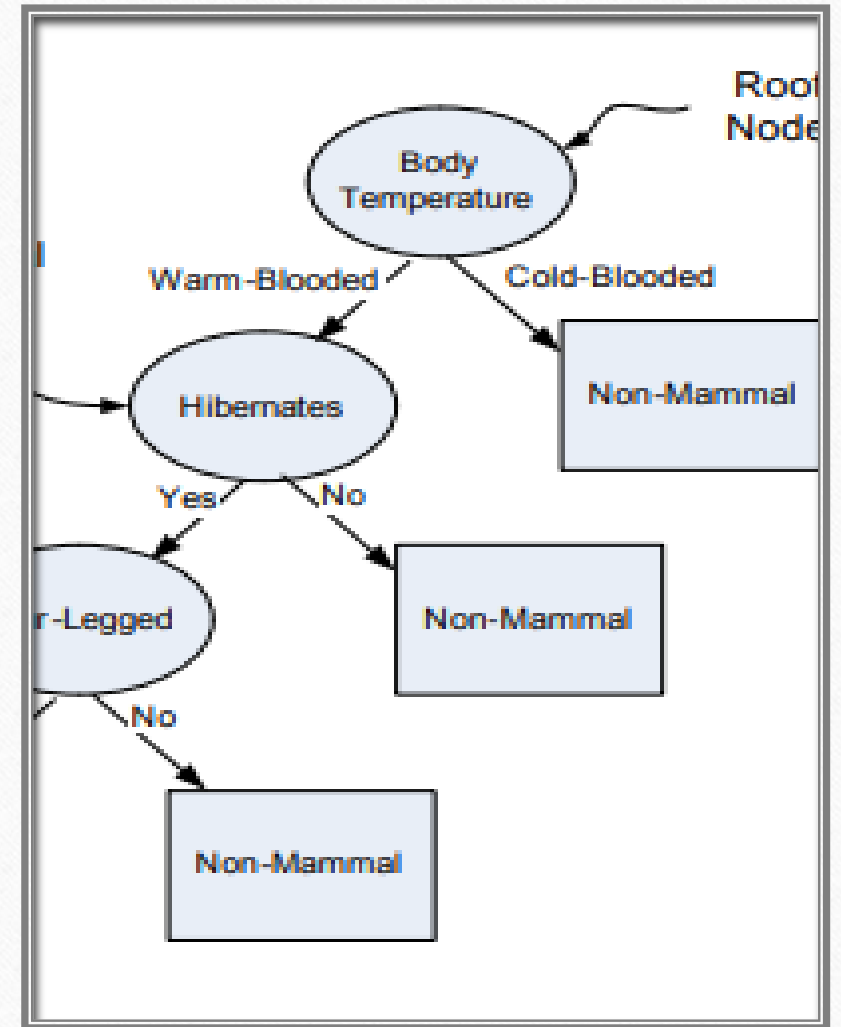 Root
Node
Body
Temperature
Warm-Blooded
Cold-Blooded
Hibernates
Non-Mammal
Yes
No
r-Legged
Non-Mammal
No
Non-Mammal